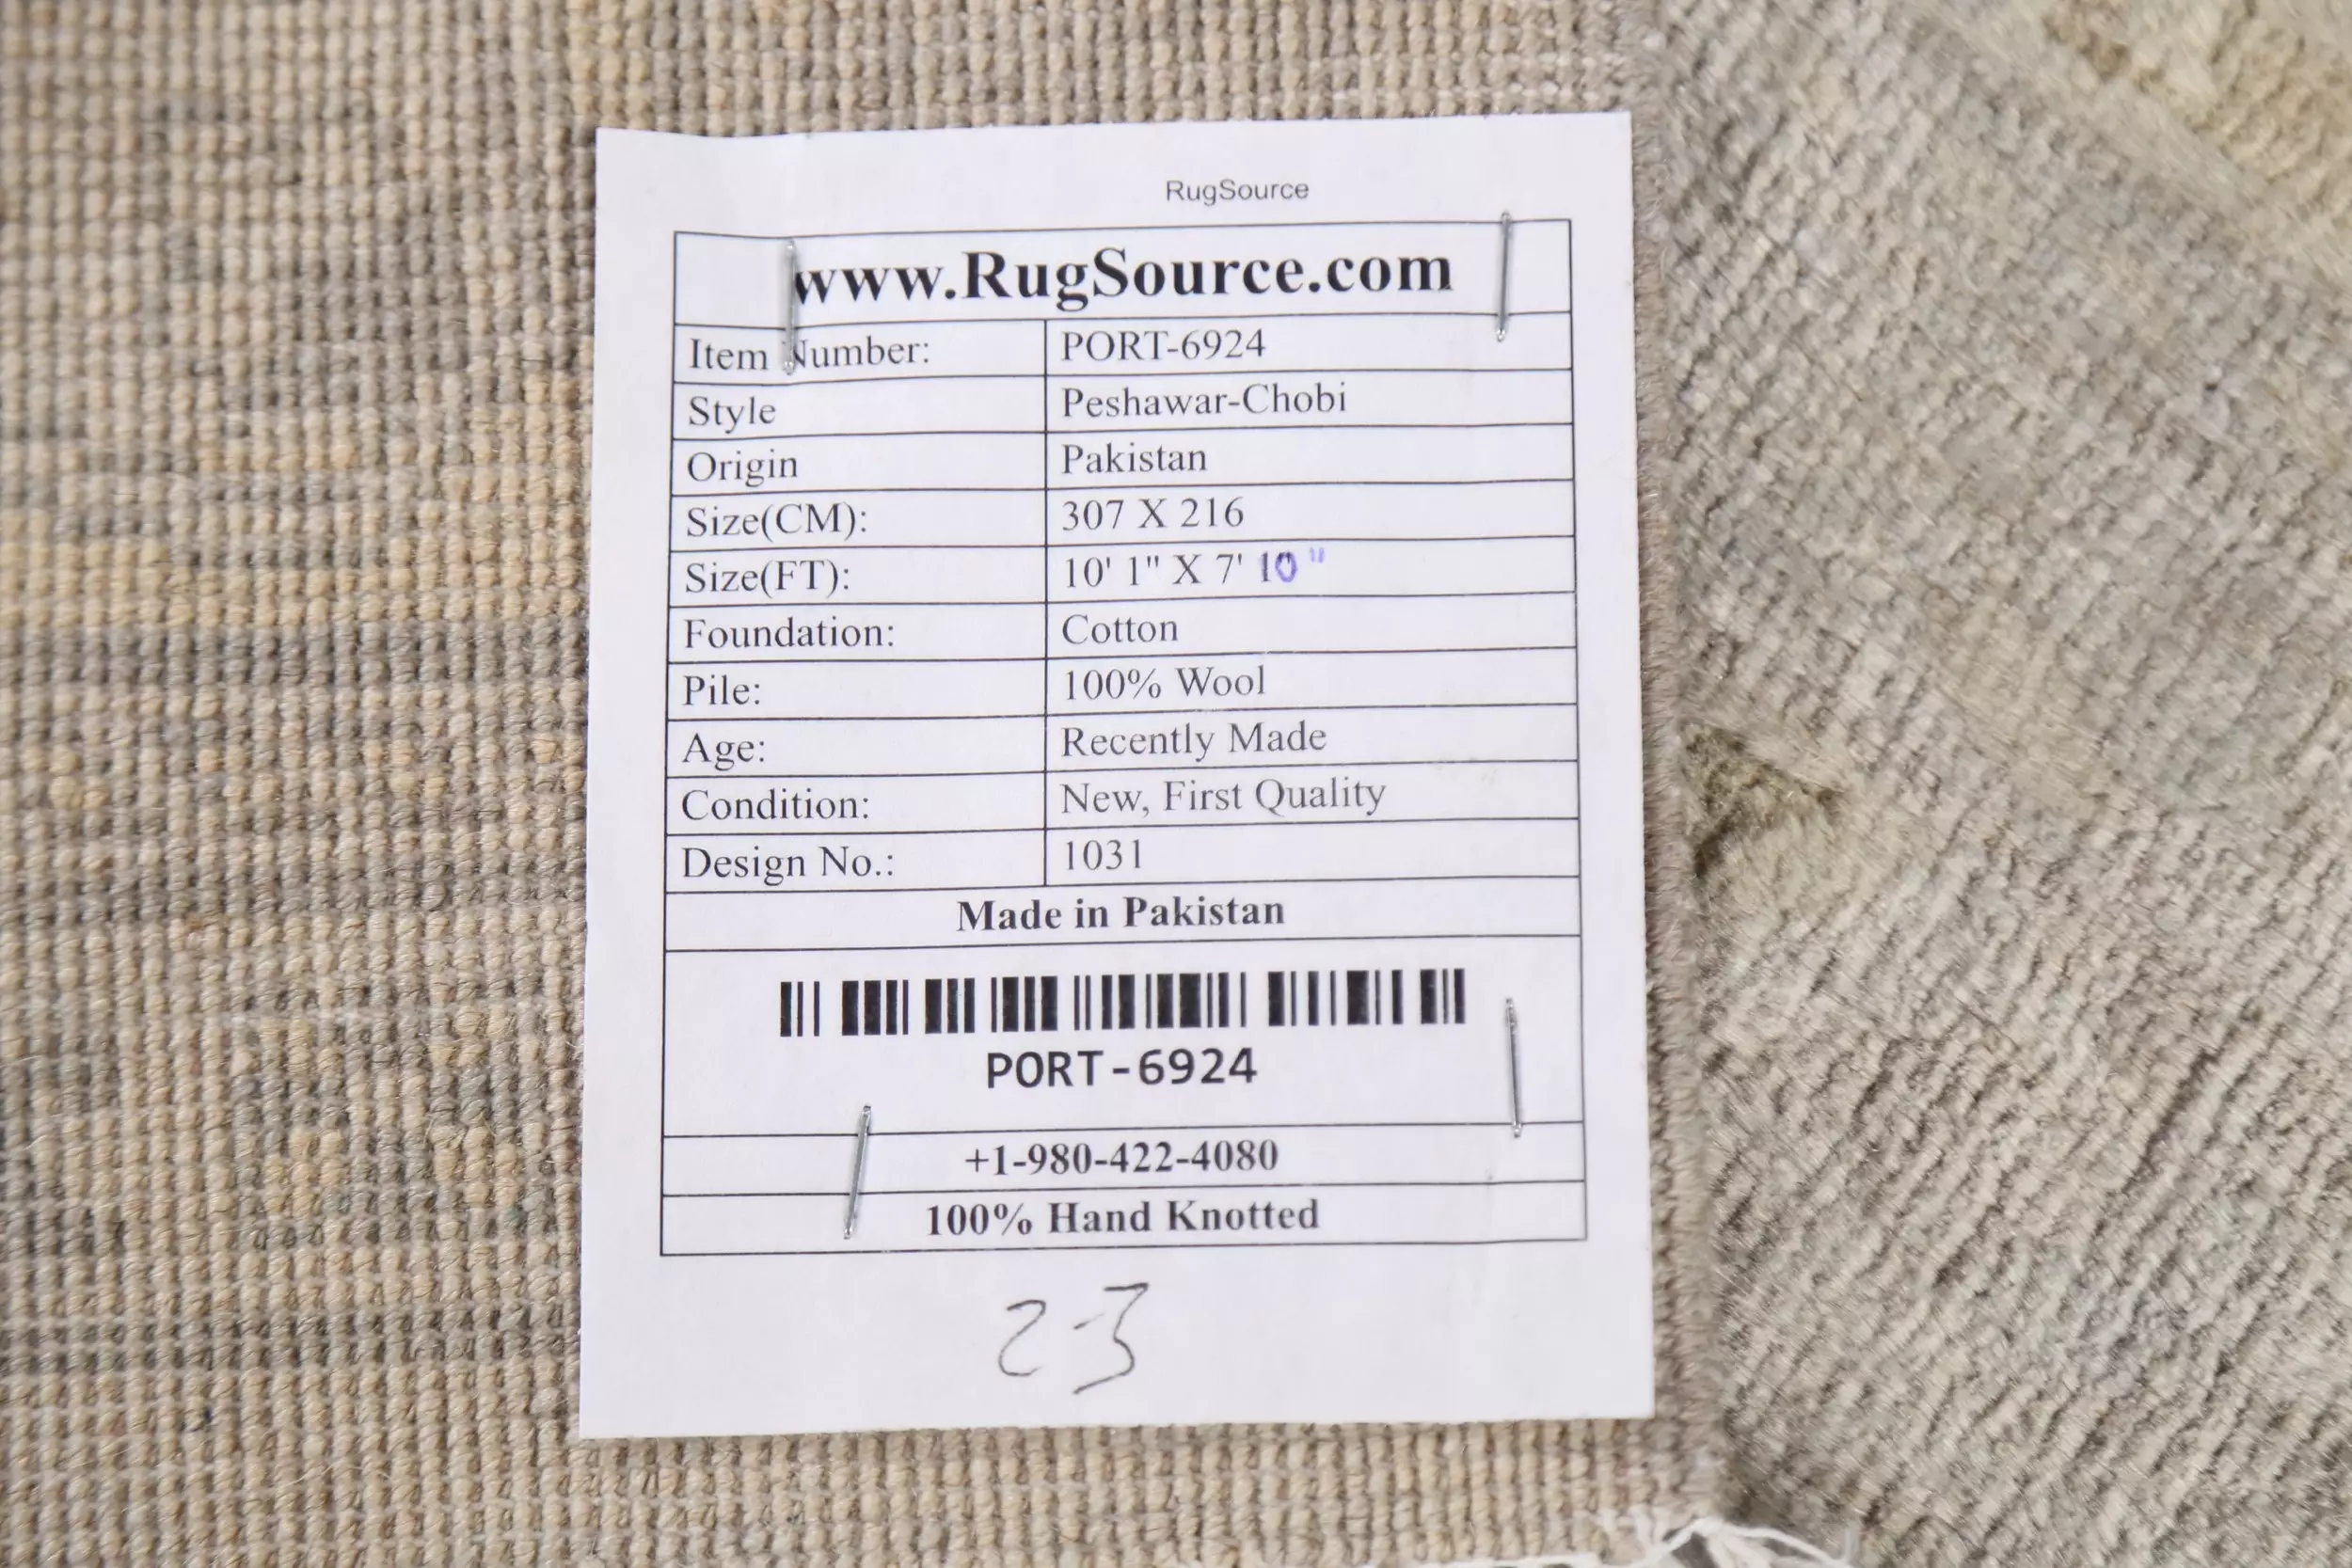 RugSource
www.RugSource.com
Item Number: PORT-6924
Style Peshawar-Chobi
Origin Pakistan
Size(CM): 307 X 216
Size(FT): 10' 1" X 7' 10"
Foundation: Cotton
Pile: 100% Wool
Age: Recently Made
Condition: New, First Quality
Design No.: 1031
Made in Pakistan
PORT-6924
+1-980-422-4080
100% Hand Knotted
2-3